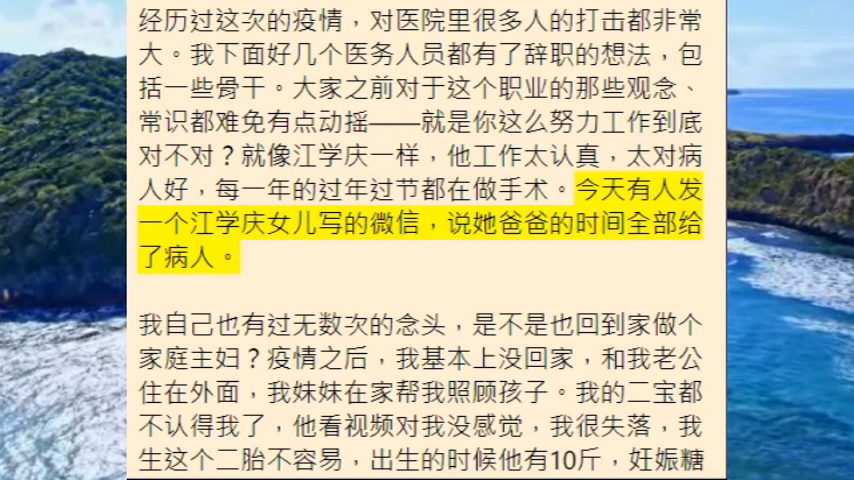 经历过这次的疫情，对医院里很多人的打击都非常
大。我下面好几个医务人员都有了辞职的想法，包
括一些骨干。大家之前对于这个职业的那些观念、
常识都难免有点动摇——就是你这么努力工作到底
对不对？就像江学庆一样，他工作太认真，太对病
人好，每一年的过年过节都在做手术。今天有人发
一个江学庆女儿写的微信，说她爸爸的时间全部给
了病人。
我自己也有过无数次的念头，是不是也回到家做个
家庭主妇？疫情之后，我基本上没回家，和我老公
住在外面，我妹妹在家帮我照顾孩子。我的二宝都
不认得我了，他看视频对我没感觉，我很失落，我
生这个二胎不容易，出生的时候他有10斤，妊娠糖